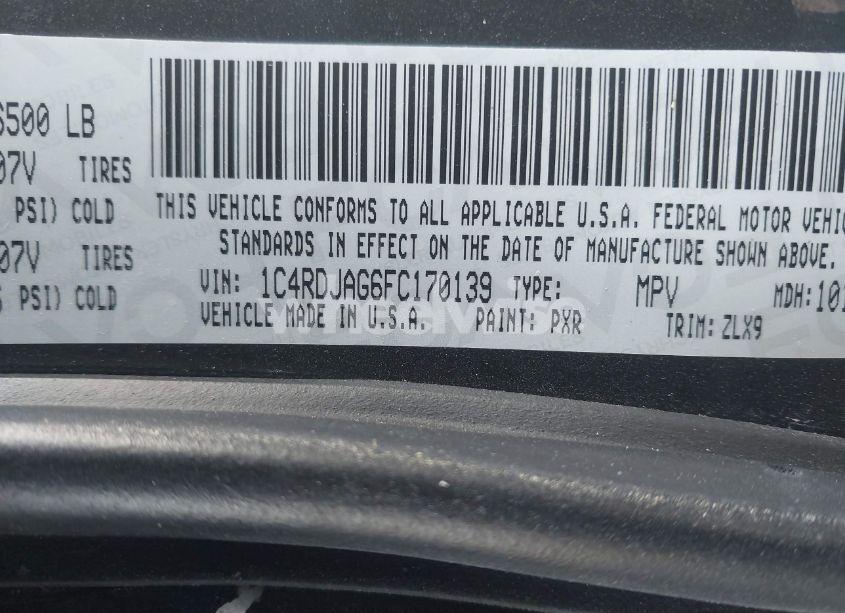 6500 LB
07V TIRES
PSI) COLD
07V TIRES
PSI) COLD
THIS VEHICLE CONFORMS TO ALL APPLICABLE U.S.A. FEDERAL MOTOR VEHIC
STANDARDS IN EFFECT ON THE DATE OF MANUFACTURE SHOWN ABOVE.
VIN: 1C4RDJAG6FC170139 TYPE: MPV MDH:101
VEHICLE MADE IN U.S.A. PAINT: PXR TRIM: ZLX9